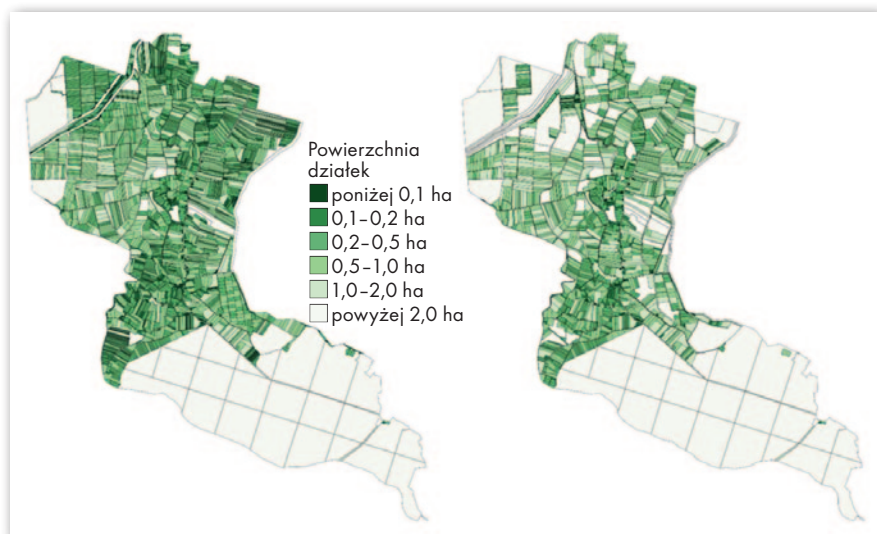 Powierzchnia
działek
poniżej 0,1 ha
0,1–0,2 ha
0,2–0,5 ha
0,5–1,0 ha
1,0–2,0 ha
powyżej 2,0 ha